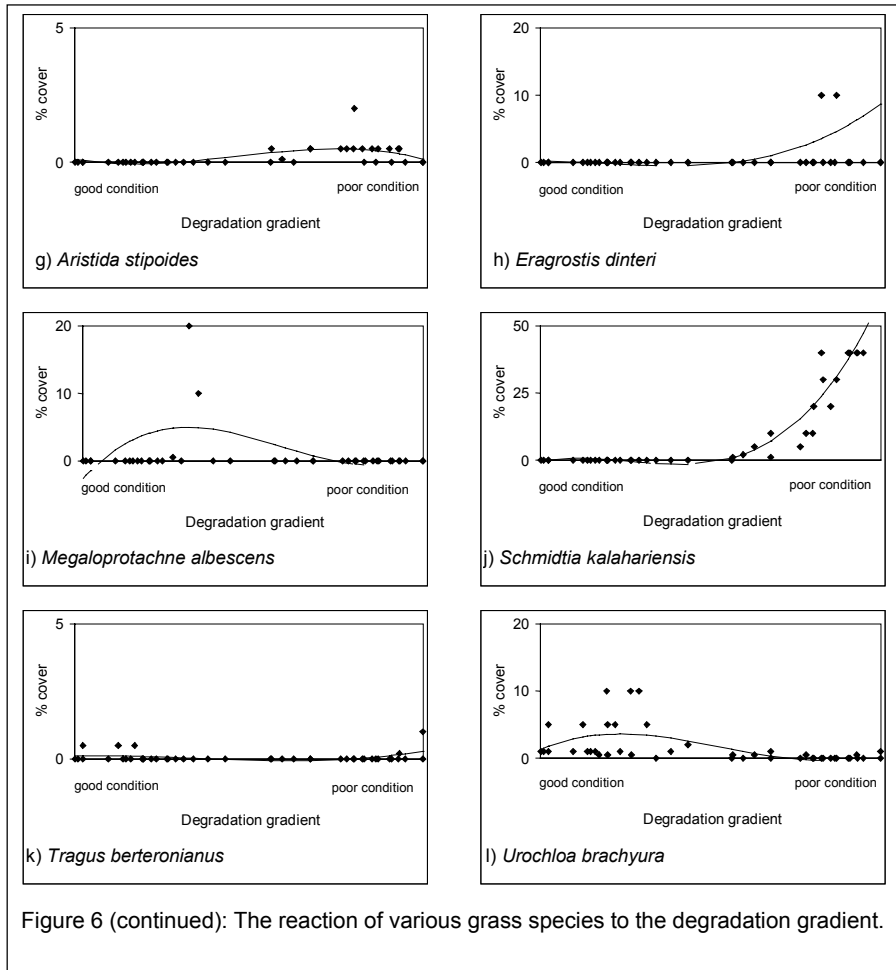 5
% cover
0
good condition
poor condition
Degradation gradient
g) Aristida stipoides
20
% cover
10
0
good condition
poor condition
Degradation gradient
h) Eragrostis dinteri
20
% cover
10
0
good condition
poor condition
Degradation gradient
i) Megaloprotachne albescens
50
% cover
25
0
good condition
poor condition
Degradation gradient
j) Schmidtia kalahariensis
5
% cover
0
good condition
poor condition
Degradation gradient
k) Tragus berteronianus
20
% cover
10
0
good condition
poor condition
Degradation gradient
l) Urochloa brachyura
Figure 6 (continued): The reaction of various grass species to the degradation gradient.